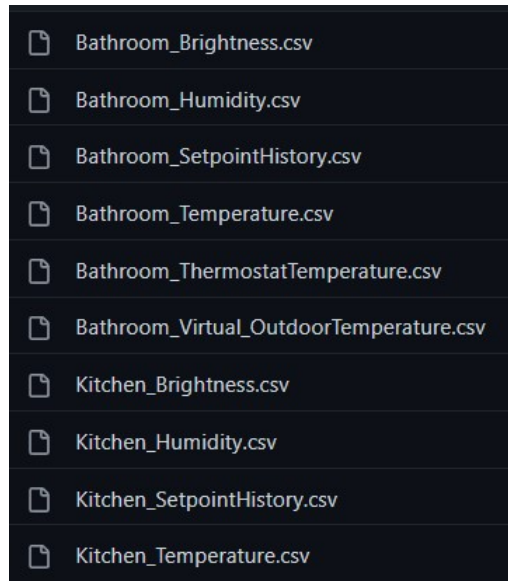 Bathroom_Brightness.csv
Bathroom_Humidity.csv
Bathroom_SetpointHistory.csv
Bathroom_Temperature.csv
Bathroom_ThermostatTemperature.csv
Bathroom_Virtual_OutdoorTemperature.csv
Kitchen_Brightness.csv
Kitchen_Humidity.csv
Kitchen_SetpointHistory.csv
Kitchen_Temperature.csv